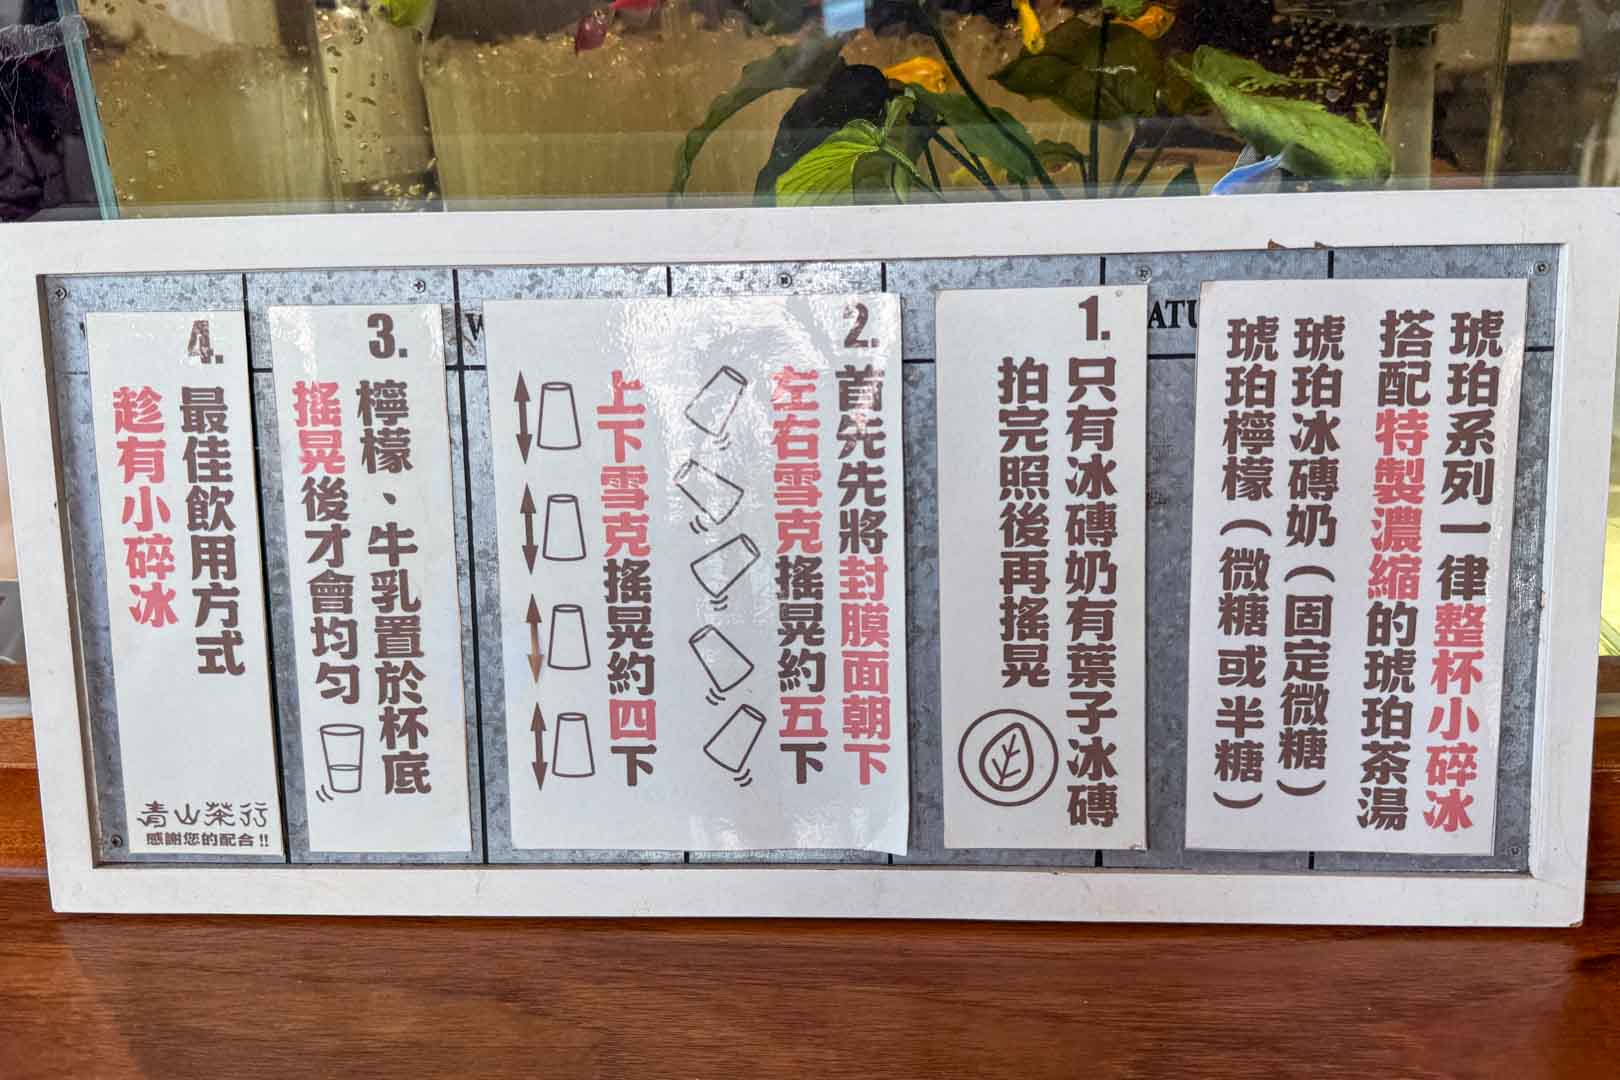 琥珀系列一律整杯小碎冰
搭配特製濃縮的琥珀茶湯
琥珀冰磚奶(固定微糖)
琥珀檸檬(微糖或半糖)
1.
只有冰磚奶有葉子冰磚
拍完照後再搖晃
2.
首先先將封膜面朝下
左右雪克搖晃約五下
上下雪克搖晃約四下
3.
檸檬、牛乳置於杯底
搖晃後才會均勻
4.
最佳飲用方式
趁有小碎冰
青山茶行
感謝您的配合!!
ATU
W